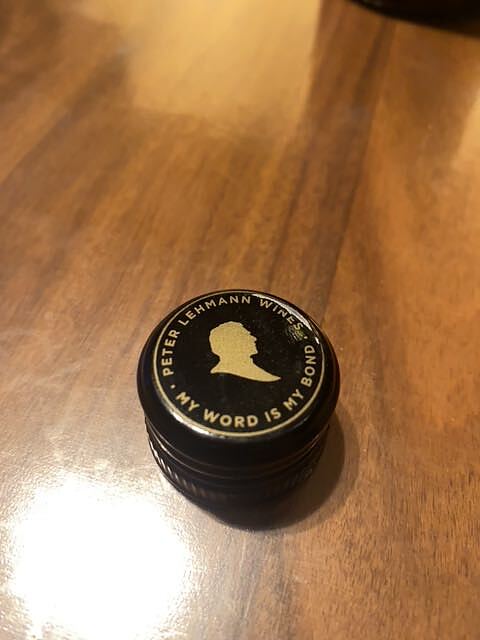 · PETER LEHMANN WINES ·
MY WORD IS MY BOND